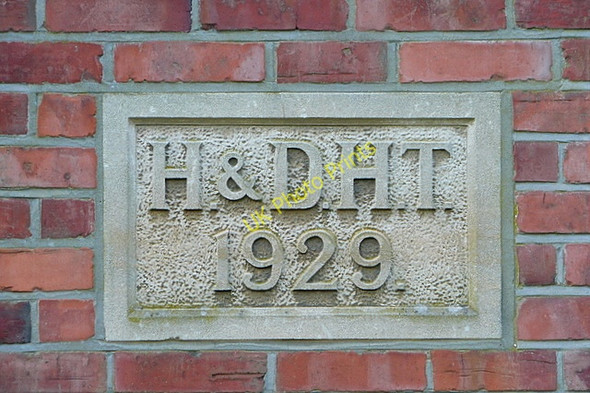 H&D.H.T.
1929.
UK Photo Prints